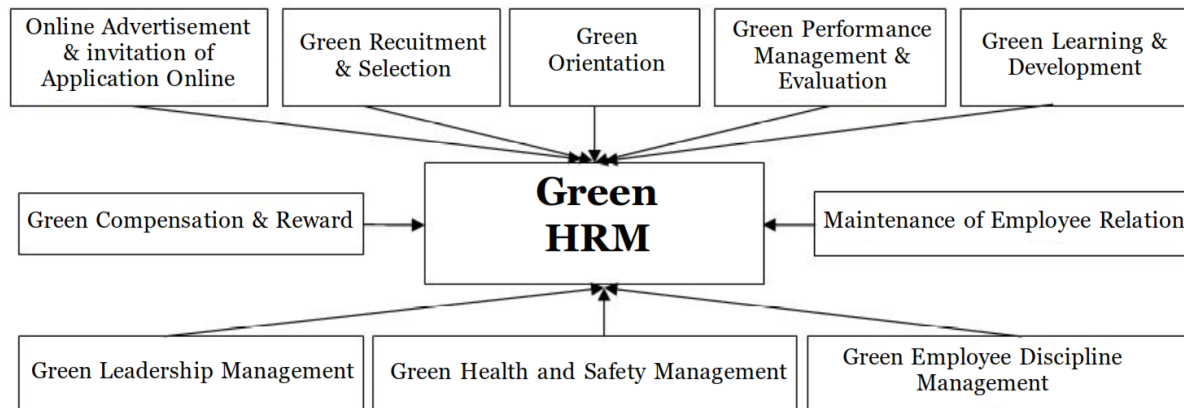 Online Advertisement
& invitation of
Application Online
Green Recuitment
& Selection
Green
Orientation
Green Performance
Management &
Evaluation
Green Learning &
Development
Green Compensation & Reward
Green
HRM
Maintenance of Employee Relation
Green Leadership Management
Green Health and Safety Management
Green Employee Discipline
Management